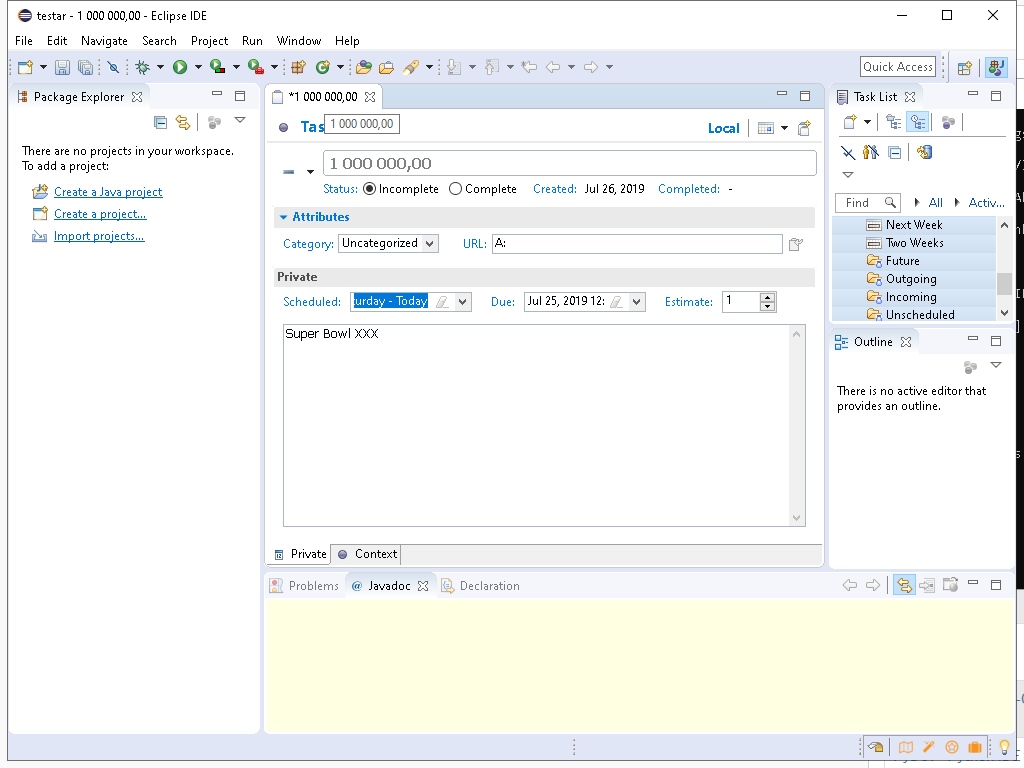 testar - 1 000 000,00 - Eclipse IDE
File Edit Navigate Search Project Run Window Help
Quick Access
Package Explorer
There are no projects in your workspace.
To add a project:
Create a Java project
Create a project...
Import projects...
*1 000 000,00
Tas
1 000 000,00
Local
1 000 000,00
Status: Incomplete Complete Created: Jul 26, 2019 Completed: -
Attributes
Category: Uncategorized URL: A:
Private
Scheduled: urday - Today Due: Jul 25, 2019 12: Estimate: 1
Super Bowl XXX
Private Context
Task List
Find All Activ...
Next Week
Two Weeks
Future
Outgoing
Incoming
Unscheduled
Outline
There is no active editor that
provides an outline.
Problems @ Javadoc Declaration